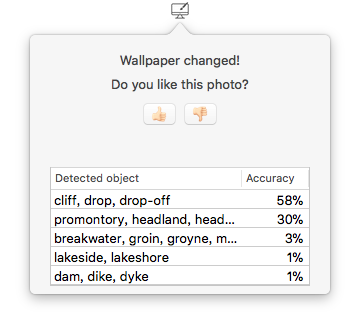 Wallpaper changed!
Do you like this photo?
Detected object Accuracy
cliff, drop, drop-off 58%
promontory, headland, head... 30%
breakwater, groin, groyne, m... 3%
lakeside, lakeshore 1%
dam, dike, dyke 1%